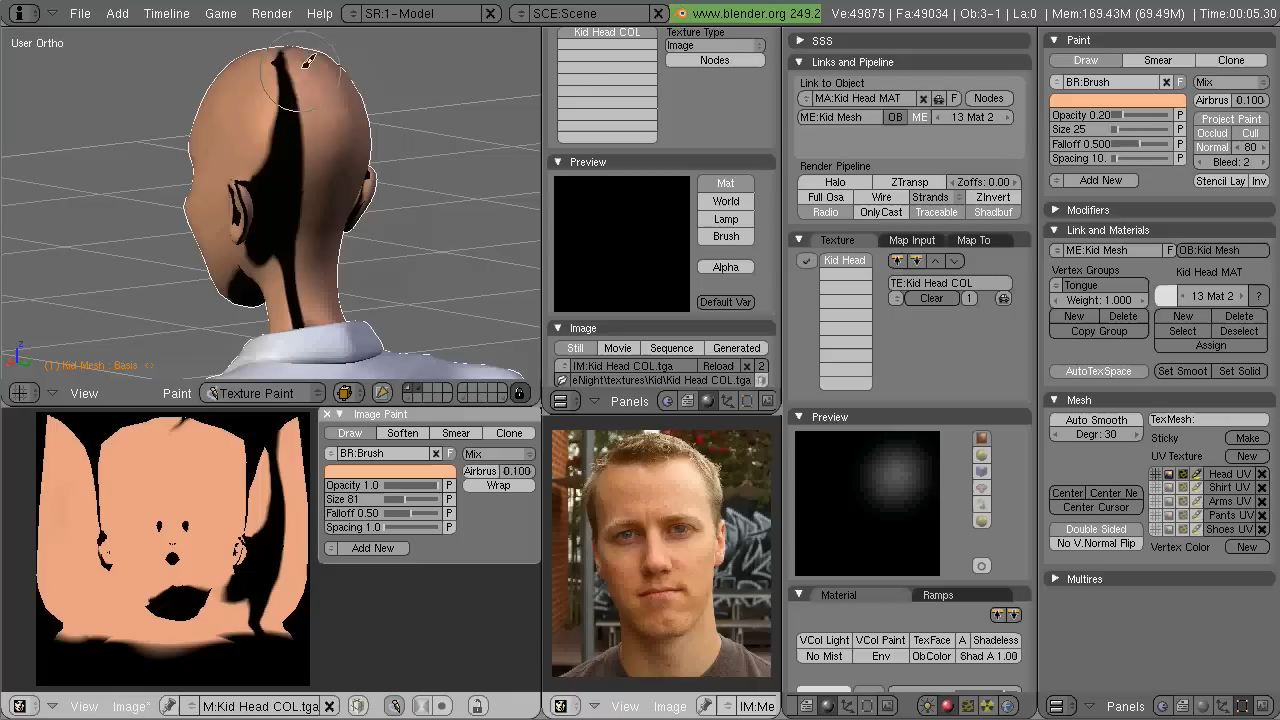 File Add Timeline Game Render Help SR:1-Model SCE:Scene www.blender.org 249.2 Ve:49875 | Fa:49034 | Ob:3-1 | La:0 | Mem:169.43M (69.49M) | Time:00:05.30
User Ortho
(1) Kid Mesh : Basis <>
View Paint Texture Paint
Image Paint
Draw Soften Smear Clone
BR:Brush F Mix
Airbrus 0.100
Opacity 1.0 P Wrap
Size 81 P
Falloff 0.50 P
Spacing 1.0 P
Add New
View Image* M:Kid Head COL.tga
Kid Head COL Texture Type
Image
Nodes
Preview
Mat
World
Lamp
Brush
Alpha
Default Var
Image
Still Movie Sequence Generated
IM:Kid Head COL.tga Reload 2
eNight\textures\Kid\Kid Head COL.tga
Panels
View Image IM:Me
SSS
Links and Pipeline
Link to Object
MA:Kid Head MAT F Nodes
ME:Kid Mesh OB ME 13 Mat 2
Render Pipeline
Halo ZTransp Zoffs: 0.00
Full Osa Wire Strands ZInvert
Radio OnlyCast Traceable Shadbuf
Texture Map Input Map To
Kid Head
TE:Kid Head COL
Clear 1
Preview
Material Ramps
VCol Light VCol Paint TexFace A Shadeless
No Mist Env ObColor Shad A 1.00
Paint
Draw Smear Clone
BR:Brush F Mix
Airbrus 0.100
Opacity 0.20 P Project Paint
Size 25 P Occlud Cull
Falloff 0.500 P Normal 80
Spacing 10. P Bleed: 2
Add New Stencil Lay Inv
Modifiers
Link and Materials
ME:Kid Mesh F OB:Kid Mesh
Vertex Groups Kid Head MAT
Tongue
Weight: 1.000 13 Mat 2 ?
New Delete New Delete
Copy Group Select Deselect
Assign
AutoTexSpace Set Smoot Set Solid
Mesh
Auto Smooth TexMesh:
Degr: 30 Sticky Make
UV Texture New
Head UV
Center Center Ne Shirt UV
Center Cursor Arms UV
Pants UV
Double Sided Shoes UV
No V.Normal Flip Vertex Color New
Multires
Panels